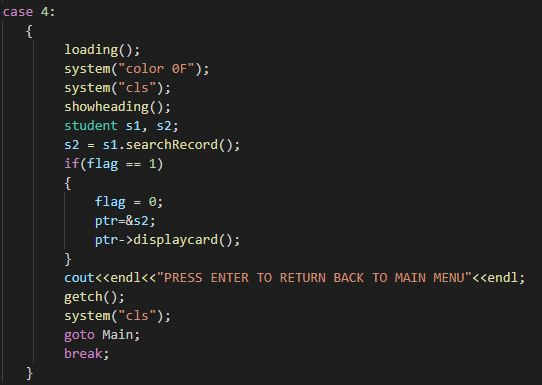 case 4:
{
loading();
system("color 0F");
system("cls");
showheading();
student s1, s2;
s2 = s1.searchRecord();
if(flag == 1)
{
flag = 0;
ptr=&s2;
ptr->displaycard();
}
cout<<endl<<"PRESS ENTER TO RETURN BACK TO MAIN MENU"<<endl;
getch();
system("cls");
goto Main;
break;
}